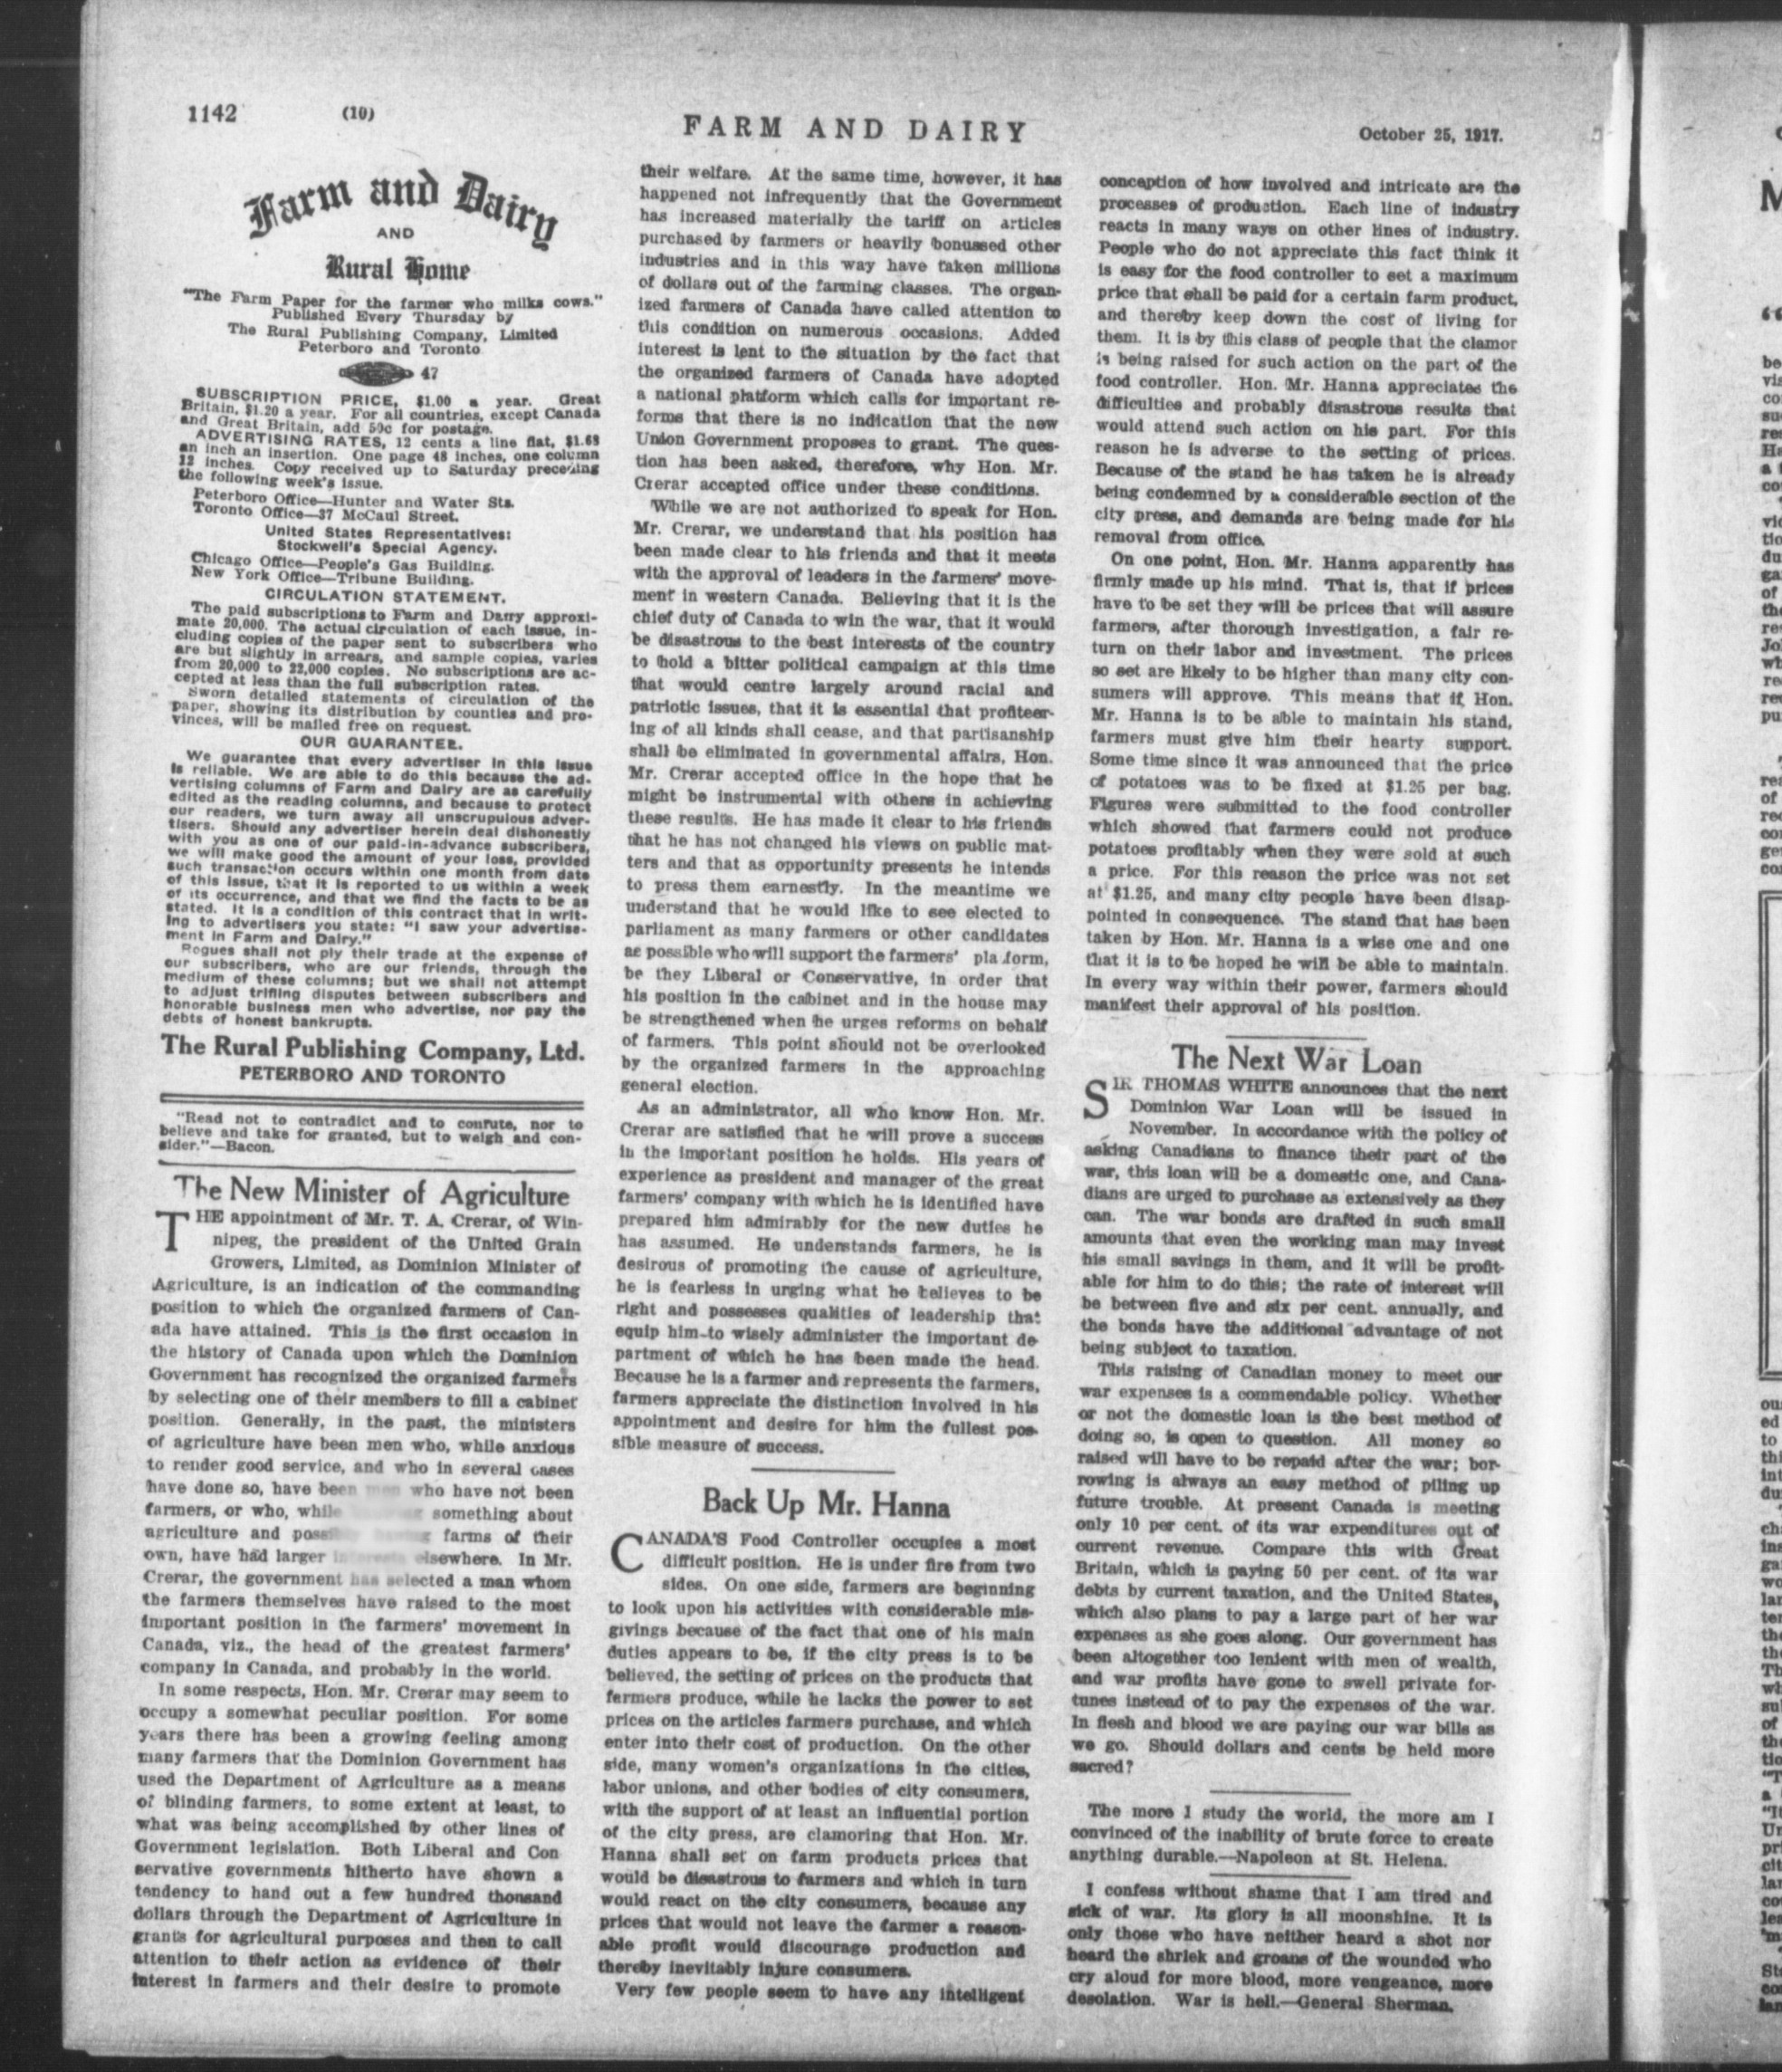 1142 (10) FARM AND DAIRY October 25, 1917.
Farm and Dairy
AND
Rural Home
"The Farm Paper for the farmer who milks cows."
Published Every Thursday by
The Rural Publishing Company, Limited
Peterboro and Toronto
47
SUBSCRIPTION PRICE, $1.00 a year. Great
Britain, $1.20 a year. For all countries, except Canada
and Great Britain, add 50c for postage.
ADVERTISING RATES, 12 cents a line flat, $1.68
an inch an insertion. One page 48 inches, one column
12 inches. Copy received up to Saturday preceding
the following week's issue.
Peterboro Office—Hunter and Water Sts.
Toronto Office—37 McCaul Street.
United States Representatives:
Stockwell's Special Agency.
Chicago Office—People's Gas Building.
New York Office—Tribune Building.
CIRCULATION STATEMENT.
The paid subscriptions to Farm and Dairy approxi-
mate 20,000. The actual circulation of each issue, in-
cluding copies of the paper sent to subscribers who
are but slightly in arrears, and sample copies, varies
from 20,000 to 22,000 copies. No subscriptions are ac-
cepted at less than the full subscription rates.
Sworn detailed statements of circulation of the
paper, showing its distribution by counties and pro-
vinces, will be mailed free on request.
OUR GUARANTEE.
We guarantee that every advertiser in this issue
is reliable. We are able to do this because the ad-
vertising columns of Farm and Dairy are as carefully
edited as the reading columns, and because to protect
our readers, we turn away all unscrupulous adver-
tisers. Should any advertiser herein deal dishonestly
with you as one of our paid-in-advance subscribers,
we will make good the amount of your loss, provided
such transaction occurs within one month from date
of this issue, that it is reported to us within a week
of its occurrence, and that we find the facts to be as
stated. It is a condition of this contract that in writ-
ing to advertisers you state: "I saw your advertise-
ment in Farm and Dairy."
Rogues shall not ply their trade at the expense of
our subscribers, who are our friends, through the
medium of these columns; but we shall not attempt
to adjust trifling disputes between subscribers and
honorable business men who advertise, nor pay the
debts of honest bankrupts.
The Rural Publishing Company, Ltd.
PETERBORO AND TORONTO
"Read not to contradict and to confute, nor to
believe and take for granted, but to weigh and con-
sider."—Bacon.
The New Minister of Agriculture
THE appointment of Mr. T. A. Crerar, of Win-
nipeg, the president of the United Grain
Growers, Limited, as Dominion Minister of
Agriculture, is an indication of the commanding
position to which the organized farmers of Can-
ada have attained. This is the first occasion in
the history of Canada upon which the Dominion
Government has recognized the organized farmers
by selecting one of their members to fill a cabinet
position. Generally, in the past, the ministers
of agriculture have been men who, while anxious
to render good service, and who in several cases
have done so, have been men who have not been
farmers, or who, while something about
agriculture and farms of their
own, have had larger elsewhere. In Mr.
Crerar, the government has selected a man whom
the farmers themselves have raised to the most
important position in the farmers' movement in
Canada, viz., the head of the greatest farmers'
company in Canada, and probably in the world.
In some respects, Hon. Mr. Crerar may seem to
occupy a somewhat peculiar position. For some
years there has been a growing feeling among
many farmers that the Dominion Government has
used the Department of Agriculture as a means
of blinding farmers, to some extent at least, to
what was being accomplished by other lines of
Government legislation. Both Liberal and Con
servative governments hitherto have shown a
tendency to hand out a few hundred thousand
dollars through the Department of Agriculture in
grants for agricultural purposes and then to call
attention to their action as evidence of their
interest in farmers and their desire to promote
their welfare. At the same time, however, it has
happened not infrequently that the Government
has increased materially the tariff on articles
purchased by farmers or heavily bonussed other
industries and in this way have taken millions
of dollars out of the farming classes. The organ-
ized farmers of Canada have called attention to
this condition on numerous occasions. Added
interest is lent to the situation by the fact that
the organized farmers of Canada have adopted
a national platform which calls for important re-
forms that there is no indication that the new
Union Government proposes to grant. The ques-
tion has been asked, therefore, why Hon. Mr.
Crerar accepted office under these conditions.
While we are not authorized to speak for Hon.
Mr. Crerar, we understand that his position has
been made clear to his friends and that it meets
with the approval of leaders in the farmers' move-
ment in western Canada. Believing that it is the
chief duty of Canada to win the war, that it would
be disastrous to the best interests of the country
to hold a bitter political campaign at this time
that would centre largely around racial and
patriotic issues, that it is essential that profiteer-
ing of all kinds shall cease, and that partisanship
shall be eliminated in governmental affairs, Hon.
Mr. Crerar accepted office in the hope that he
might be instrumental with others in achieving
these results. He has made it clear to his friends
that he has not changed his views on public mat-
ters and that as opportunity presents he intends
to press them earnestly. In the meantime we
understand that he would like to see elected to
parliament as many farmers or other candidates
as possible who will support the farmers' platform,
be they Liberal or Conservative, in order that
his position in the cabinet and in the house may
be strengthened when he urges reforms on behalf
of farmers. This point should not be overlooked
by the organized farmers in the approaching
general election.
As an administrator, all who know Hon. Mr.
Crerar are satisfied that he will prove a success
in the important position he holds. His years of
experience as president and manager of the great
farmers' company with which he is identified have
prepared him admirably for the new duties he
has assumed. He understands farmers, he is
desirous of promoting the cause of agriculture,
he is fearless in urging what he believes to be
right and possesses qualities of leadership that
equip him to wisely administer the important de-
partment of which he has been made the head.
Because he is a farmer and represents the farmers,
farmers appreciate the distinction involved in his
appointment and desire for him the fullest pos-
sible measure of success.
Back Up Mr. Hanna
CANADA'S Food Controller occupies a most
difficult position. He is under fire from two
sides. On one side, farmers are beginning
to look upon his activities with considerable mis-
givings because of the fact that one of his main
duties appears to be, if the city press is to be
believed, the setting of prices on the products that
farmers produce, while he lacks the power to set
prices on the articles farmers purchase, and which
enter into their cost of production. On the other
side, many women's organizations in the cities,
labor unions, and other bodies of city consumers,
with the support of at least an influential portion
of the city press, are clamoring that Hon. Mr.
Hanna shall set on farm products prices that
would be disastrous to farmers and which in turn
would react on the city consumers, because any
prices that would not leave the farmer a reason-
able profit would discourage production and
thereby inevitably injure consumers.
Very few people seem to have any intelligent
conception of how involved and intricate are the
processes of production. Each line of industry
reacts in many ways on other lines of industry.
People who do not appreciate this fact think it
is easy for the food controller to set a maximum
price that shall be paid for a certain farm product,
and thereby keep down the cost of living for
them. It is by this class of people that the clamor
is being raised for such action on the part of the
food controller. Hon. Mr. Hanna appreciates the
difficulties and probably disastrous results that
would attend such action on his part. For this
reason he is adverse to the setting of prices.
Because of the stand he has taken he is already
being condemned by a considerable section of the
city press, and demands are being made for his
removal from office.
On one point, Hon. Mr. Hanna apparently has
firmly made up his mind. That is, that if prices
have to be set they will be prices that will assure
farmers, after thorough investigation, a fair re-
turn on their labor and investment. The prices
so set are likely to be higher than many city con-
sumers will approve. This means that if Hon.
Mr. Hanna is to be able to maintain his stand,
farmers must give him their hearty support.
Some time since it was announced that the price
of potatoes was to be fixed at $1.25 per bag.
Figures were submitted to the food controller
which showed that farmers could not produce
potatoes profitably when they were sold at such
a price. For this reason the price was not set
at $1.25, and many city people have been disap-
pointed in consequence. The stand that has been
taken by Hon. Mr. Hanna is a wise one and one
that it is to be hoped he will be able to maintain.
In every way within their power, farmers should
manifest their approval of his position.
The Next War Loan
SIR THOMAS WHITE announces that the next
Dominion War Loan will be issued in
November. In accordance with the policy of
asking Canadians to finance their part of the
war, this loan will be a domestic one, and Cana-
dians are urged to purchase as extensively as they
can. The war bonds are drafted in such small
amounts that even the working man may invest
his small savings in them, and it will be profit-
able for him to do this; the rate of interest will
be between five and six per cent. annually, and
the bonds have the additional advantage of not
being subject to taxation.
This raising of Canadian money to meet our
war expenses is a commendable policy. Whether
or not the domestic loan is the best method of
doing so, is open to question. All money so
raised will have to be repaid after the war; bor-
rowing is always an easy method of piling up
future trouble. At present Canada is meeting
only 10 per cent. of its war expenditures out of
current revenue. Compare this with Great
Britain, which is paying 50 per cent. of its war
debts by current taxation, and the United States,
which also plans to pay a large part of her war
expenses as she goes along. Our government has
been altogether too lenient with men of wealth,
and war profits have gone to swell private for-
tunes instead of to pay the expenses of the war.
In flesh and blood we are paying our war bills as
we go. Should dollars and cents be held more
sacred?
The more I study the world, the more am I
convinced of the inability of brute force to create
anything durable.—Napoleon at St. Helena.
I confess without shame that I am tired and
sick of war. Its glory is all moonshine. It is
only those who have neither heard a shot nor
heard the shriek and groans of the wounded who
cry aloud for more blood, more vengeance, more
desolation. War is hell.—General Sherman.